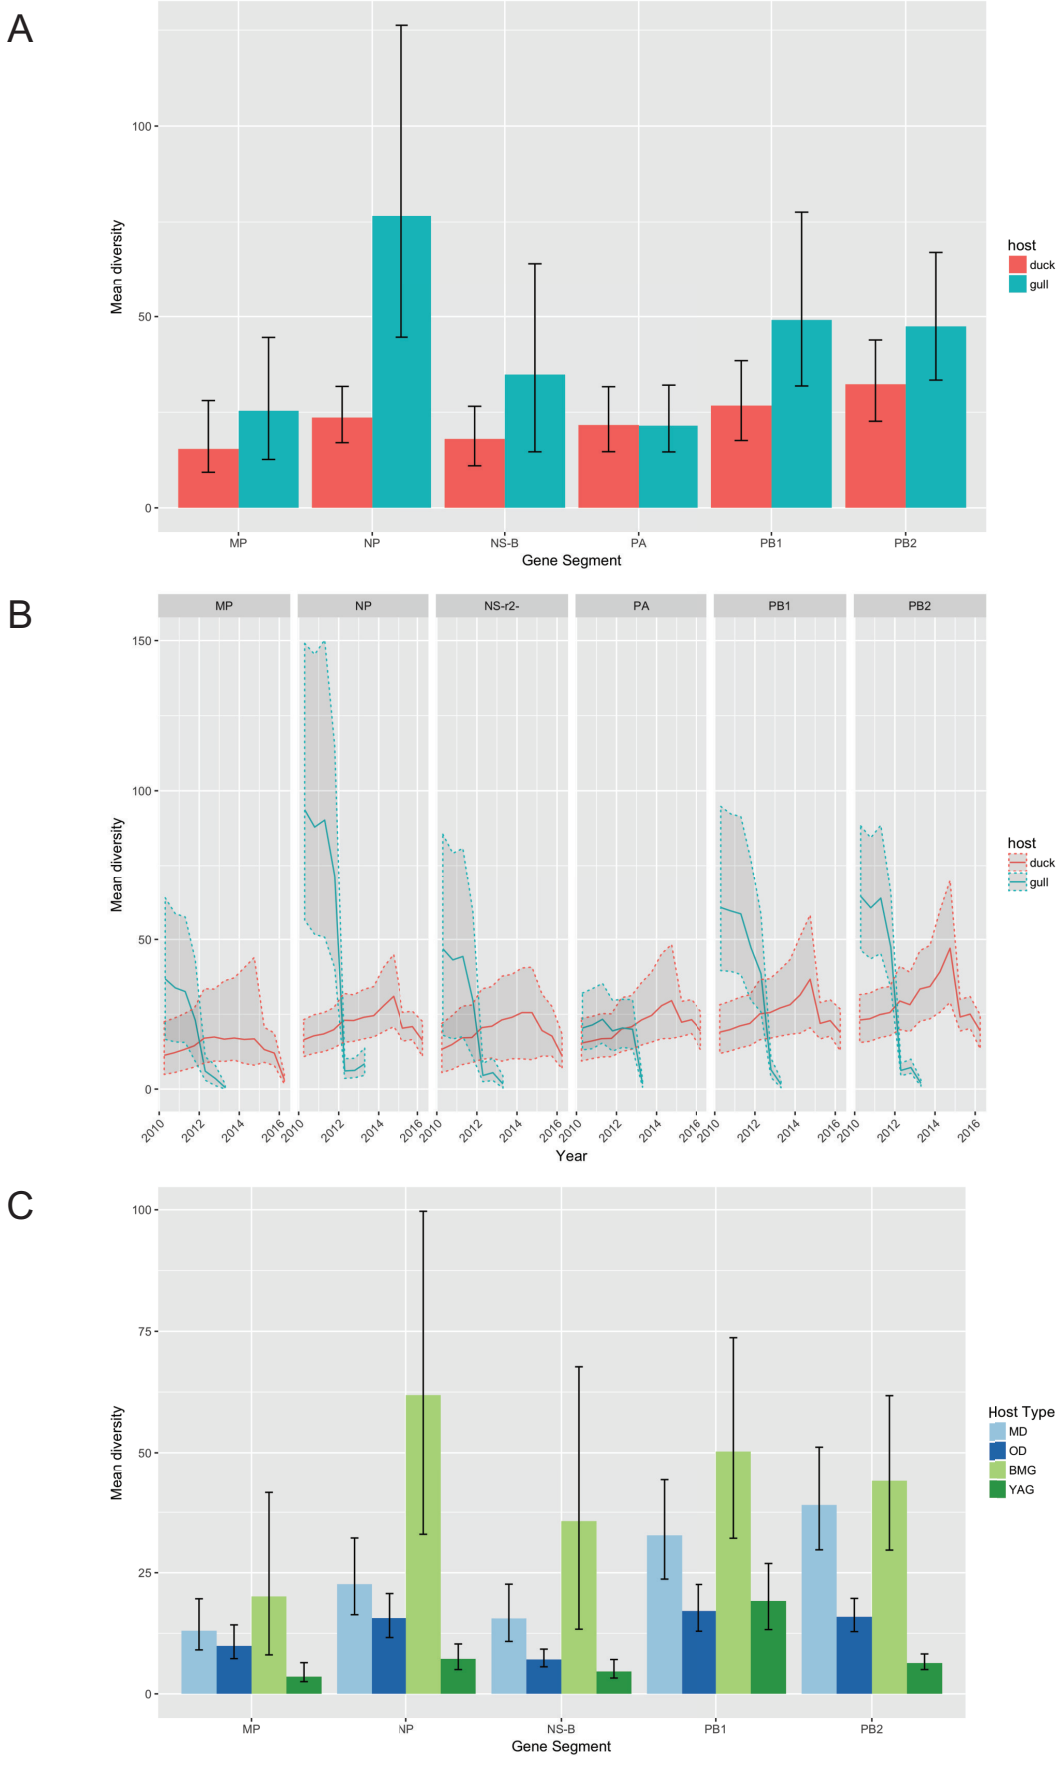 A
100
50
0
Mean diversity
MP NP NS-B PA PB1 PB2
Gene Segment
host
duck
gull
B
MP NP NS-r2- PA PB1 PB2
150
100
50
0
Mean diversity
2010 2012 2014 2016 2010 2012 2014 2016 2010 2012 2014 2016 2010 2012 2014 2016 2010 2012 2014 2016 2010 2012 2014 2016
Year
host
duck
gull
C
100
75
50
25
0
Mean diversity
MP NP NS-B PB1 PB2
Gene Segment
Host Type
MD
OD
BMG
YAG